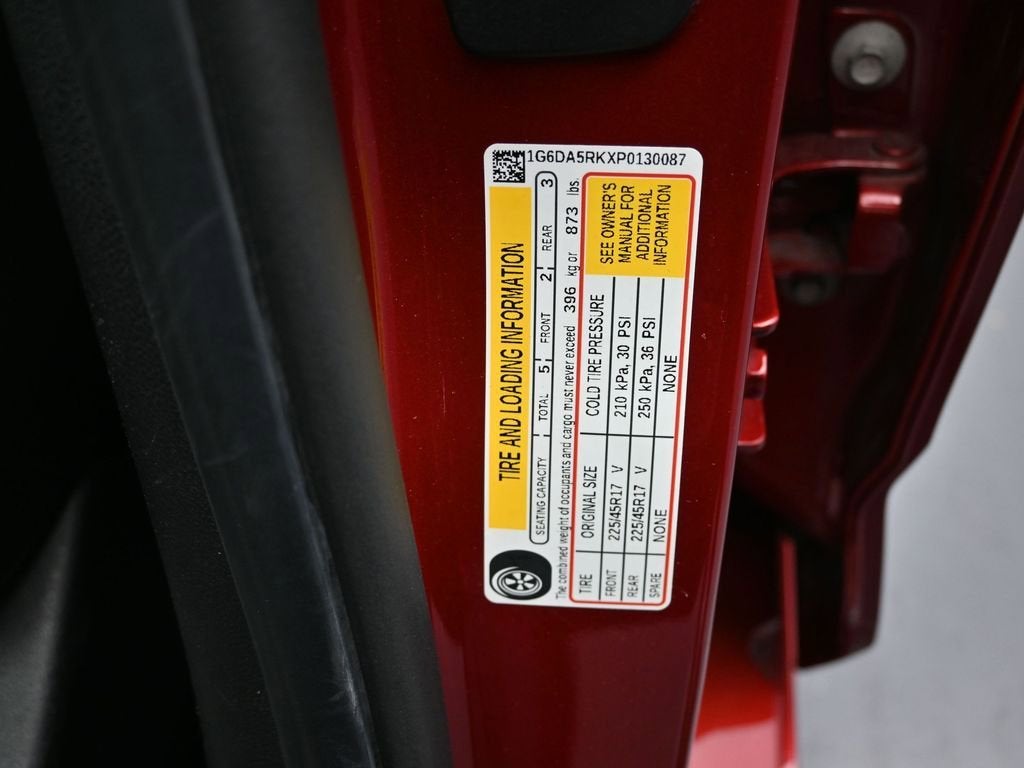 1G6DA5RKXP0130087
TIRE AND LOADING INFORMATION
SEATING CAPACITY TOTAL 5 FRONT 2 REAR 3
The combined weight of occupants and cargo must never exceed 396 kg or 873 lbs.
TIRE ORIGINAL SIZE COLD TIRE PRESSURE
FRONT 225/45R17 V 210 kPa, 30 PSI
REAR 225/45R17 V 250 kPa, 36 PSI
SPARE NONE NONE
SEE OWNER'S
MANUAL FOR
ADDITIONAL
INFORMATION